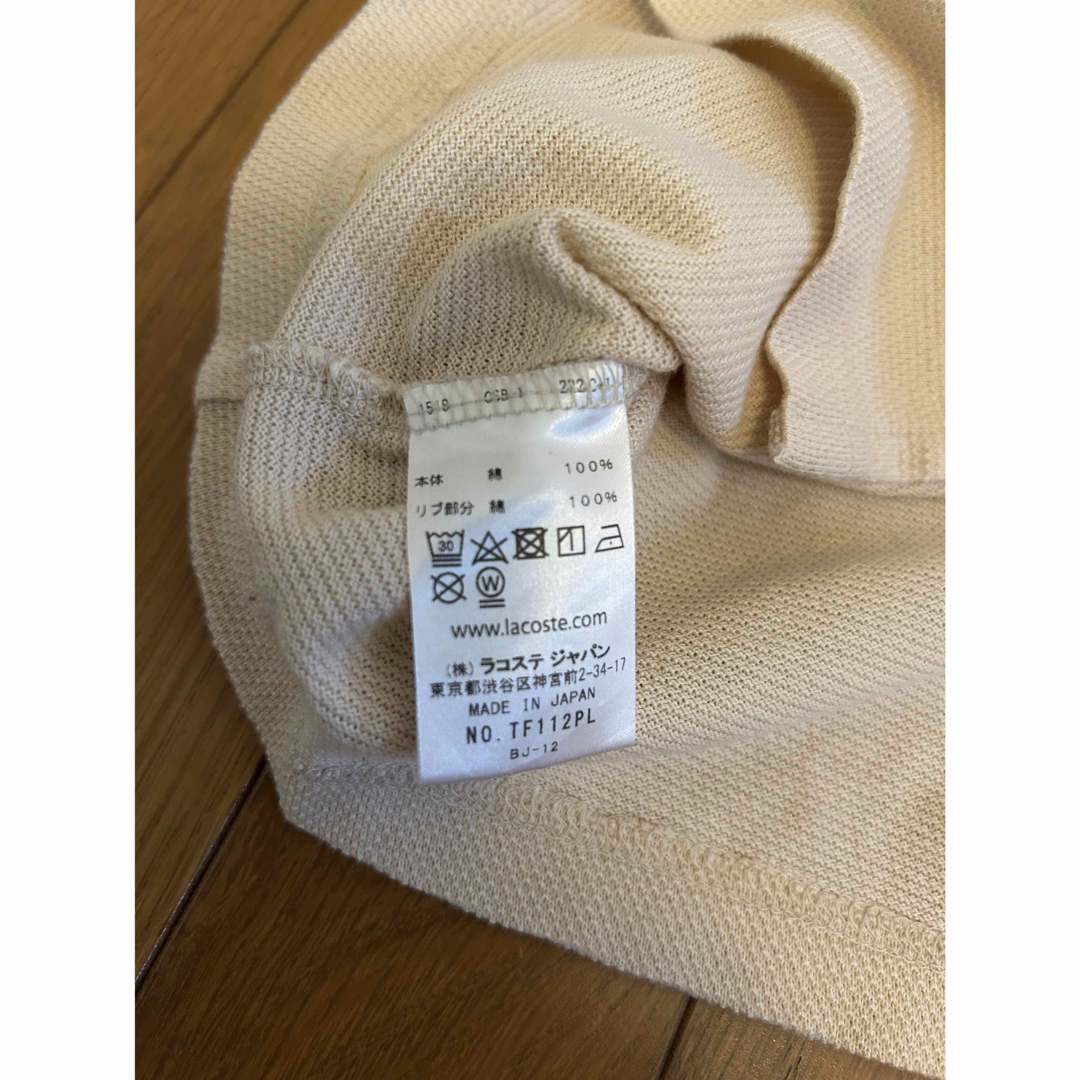 本体 綿 100%
リブ部分 綿 100%
30
W
www.lacoste.com
(株) ラコステ ジャパン
東京都渋谷区神宮前2-34-17
MADE IN JAPAN
NO. TF112PL
BJ-12